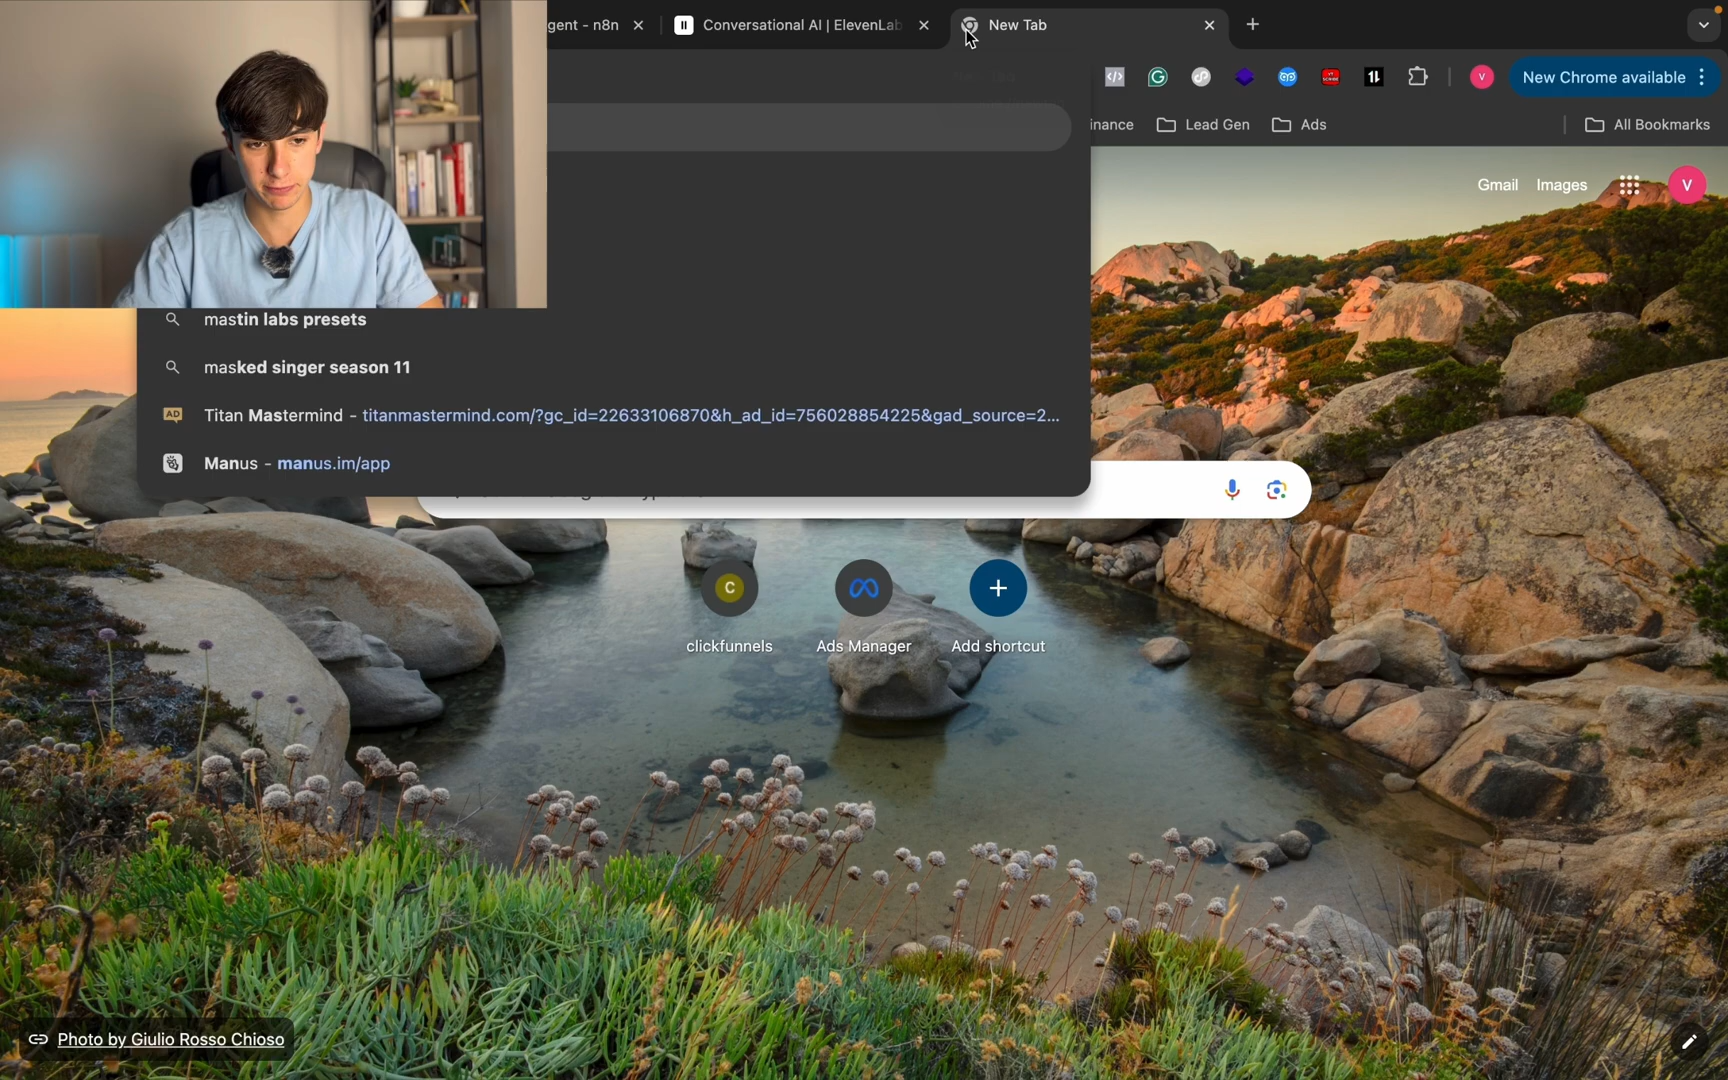 gent - n8n
Conversational AI | ElevenLab
New Tab
New Chrome available
inance
Lead Gen
Ads
All Bookmarks
Gmail
Images
V
V
mastin labs presets
masked singer season 11
AD
Titan Mastermind - titanmastermind.com/?gc_id=22633106870&h_ad_id=756028854225&gad_source=2...
Manus - manus.im/app
C
clickfunnels
Ads Manager
Add shortcut
Photo by Giulio Rosso Chioso